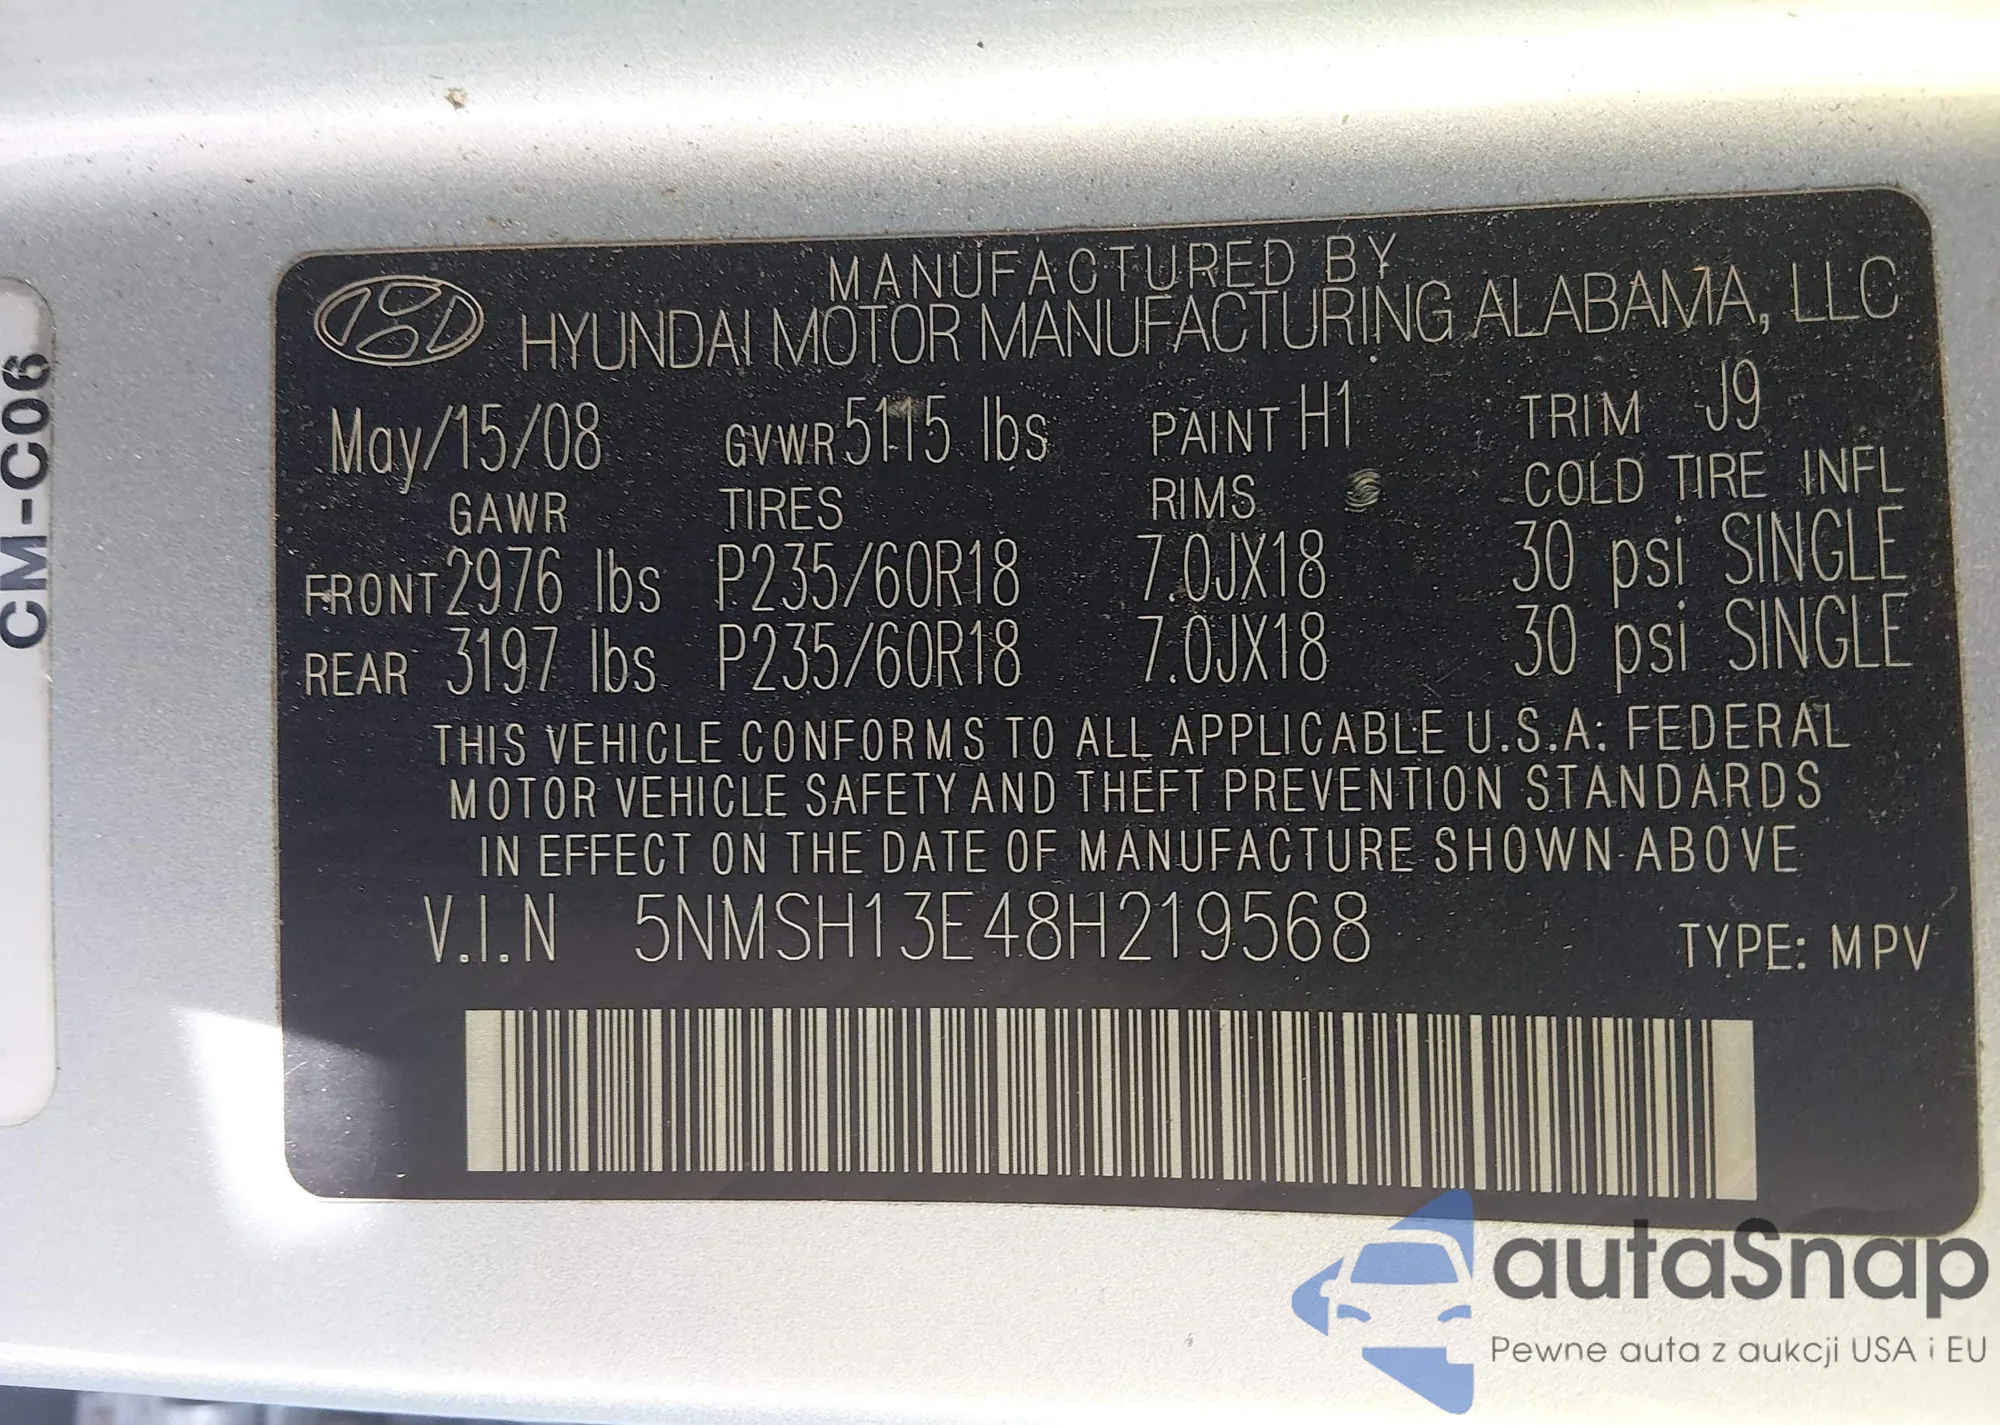 MANUFACTURED BY
HYUNDAI MOTOR MANUFACTURING ALABAMA, LLC
May/15/08 GVWR 5115 lbs PAINT H1 TRIM J9
GAWR TIRES RIMS COLD TIRE INFL
FRONT 2976 lbs P235/60R18 7.0JX18 30 psi SINGLE
REAR 3197 lbs P235/60R18 7.0JX18 30 psi SINGLE
THIS VEHICLE CONFORMS TO ALL APPLICABLE U.S.A. FEDERAL
MOTOR VEHICLE SAFETY AND THEFT PREVENTION STANDARDS
IN EFFECT ON THE DATE OF MANUFACTURE SHOWN ABOVE
V.I.N 5NMSH13E48H219568 TYPE: MPV
CM-C06
autaSnap
Pewne auta z aukcji USA i EU